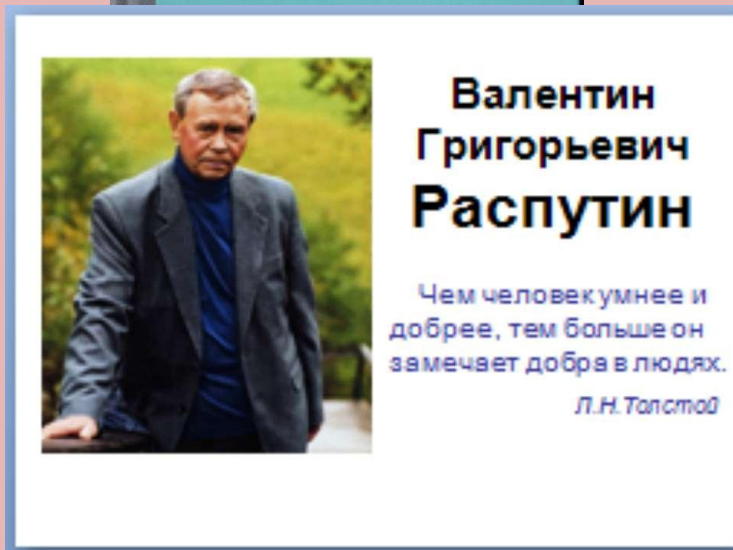 Валентин
Григорьевич
Распутин
Чем человек умнее и
добрее, тем больше он
замечает добра в людях.
Л.Н.Толстой